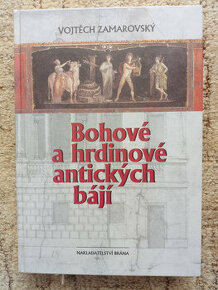 VOJTĚCH ZAMAROVSKÝ
Bohové
a hrdinové
antických
bájí
NAKLADATELSTVÍ BRÁNA